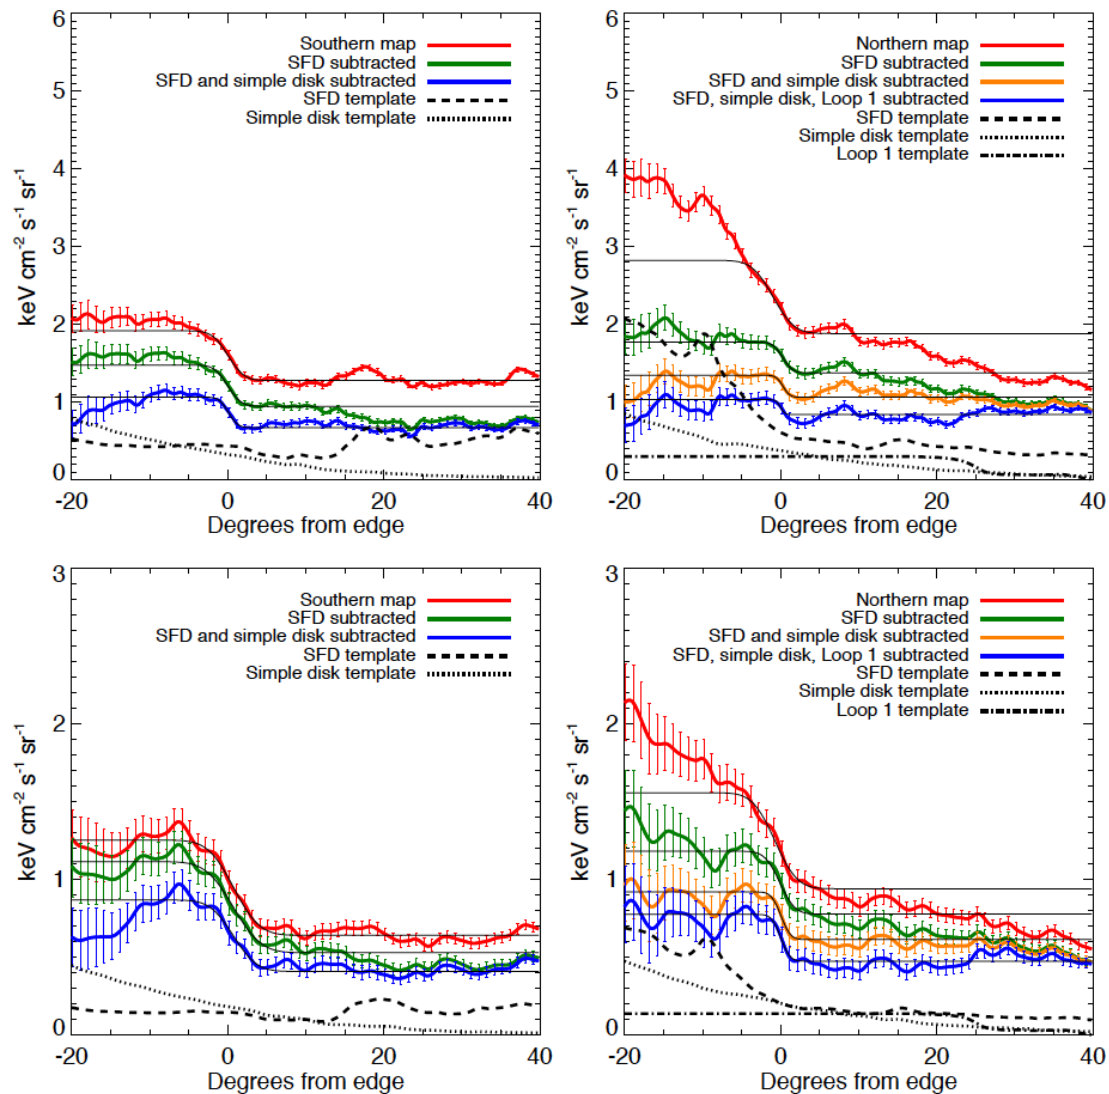 6
5
4
3
2
1
0
keV cm⁻² s⁻¹ sr⁻¹
Southern map
SFD subtracted
SFD and simple disk subtracted
SFD template
Simple disk template
-20 0 20 40
Degrees from edge
6
5
4
3
2
1
0
keV cm⁻² s⁻¹ sr⁻¹
Northern map
SFD subtracted
SFD and simple disk subtracted
SFD, simple disk, Loop 1 subtracted
SFD template
Simple disk template
Loop 1 template
-20 0 20 40
Degrees from edge
3
2
1
0
keV cm⁻² s⁻¹ sr⁻¹
Southern map
SFD subtracted
SFD and simple disk subtracted
SFD template
Simple disk template
-20 0 20 40
Degrees from edge
3
2
1
0
keV cm⁻² s⁻¹ sr⁻¹
Northern map
SFD subtracted
SFD and simple disk subtracted
SFD, simple disk, Loop 1 subtracted
SFD template
Simple disk template
Loop 1 template
-20 0 20 40
Degrees from edge